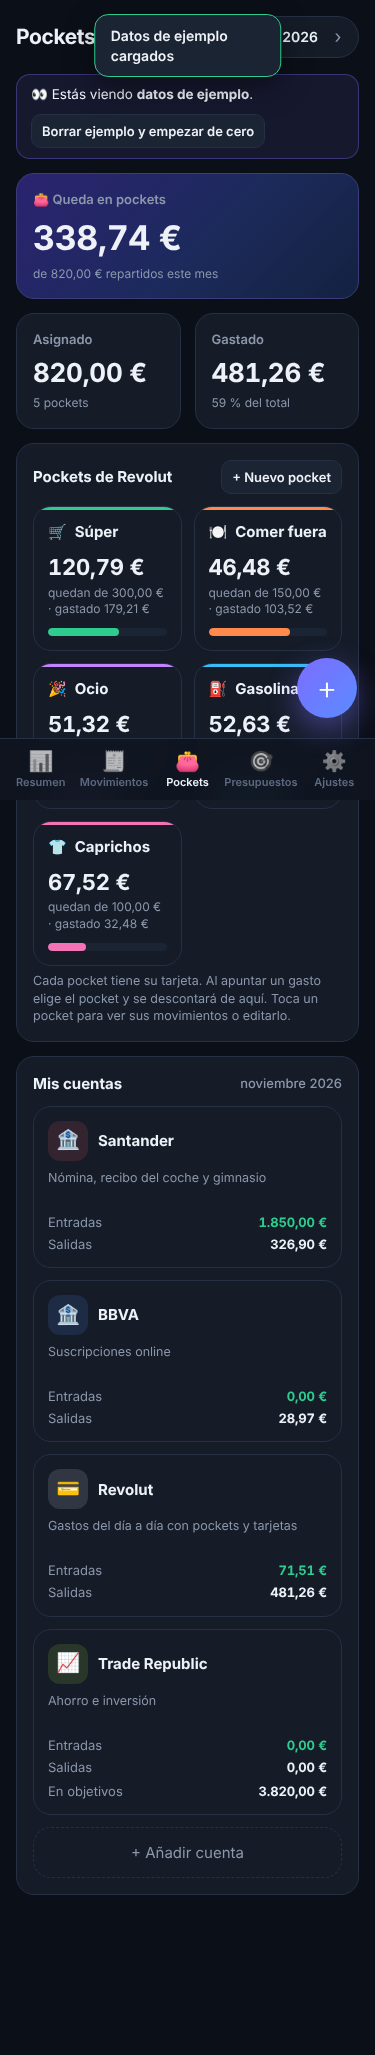 Pockets
Datos de ejemplo
cargados
2026 ›
👀 Estás viendo datos de ejemplo.
Borrar ejemplo y empezar de cero
👛 Queda en pockets
338,74 €
de 820,00 € repartidos este mes
Asignado
820,00 €
5 pockets
Gastado
481,26 €
59 % del total
Pockets de Revolut
+ Nuevo pocket
🛒 Súper
120,79 €
quedan de 300,00 €
· gastado 179,21 €
🍽️ Comer fuera
46,48 €
quedan de 150,00 €
· gastado 103,52 €
🎉 Ocio
51,32 €
⛽ Gasolina
52,63 €
+
Resumen
Movimientos
Pockets
Presupuestos
Ajustes
👕 Caprichos
67,52 €
quedan de 100,00 €
· gastado 32,48 €
Cada pocket tiene su tarjeta. Al apuntar un gasto
elige el pocket y se descontará de aquí. Toca un
pocket para ver sus movimientos o editarlo.
Mis cuentas
noviembre 2026
Santander
Nómina, recibo del coche y gimnasio
Entradas 1.850,00 €
Salidas 326,90 €
BBVA
Suscripciones online
Entradas 0,00 €
Salidas 28,97 €
Revolut
Gastos del día a día con pockets y tarjetas
Entradas 71,51 €
Salidas 481,26 €
Trade Republic
Ahorro e inversión
Entradas 0,00 €
Salidas 0,00 €
En objetivos 3.820,00 €
+ Añadir cuenta